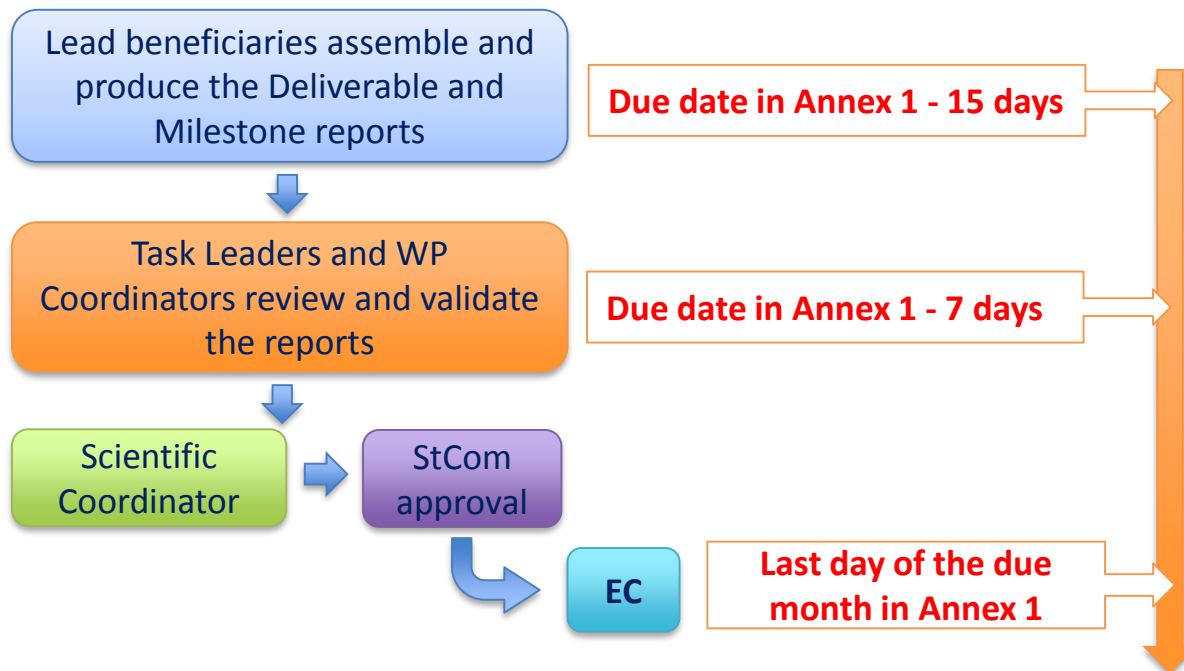 Lead beneficiaries assemble and
produce the Deliverable and
Milestone reports
Due date in Annex 1 - 15 days
Task Leaders and WP
Coordinators review and validate
the reports
Due date in Annex 1 - 7 days
Scientific
Coordinator
StCom
approval
EC
Last day of the due
month in Annex 1